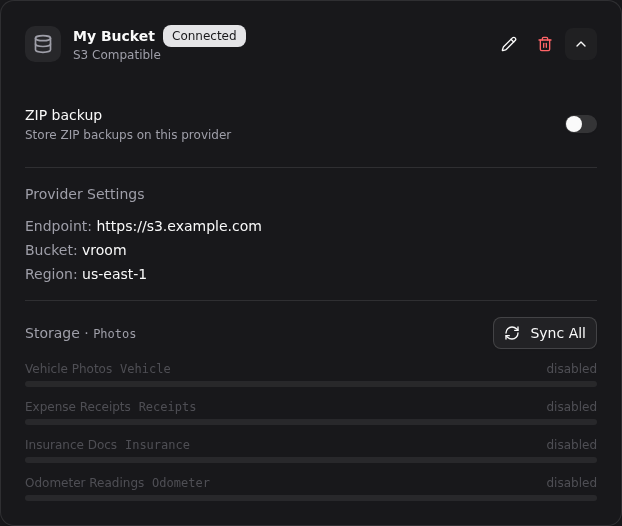 My Bucket Connected
S3 Compatible
ZIP backup
Store ZIP backups on this provider
Provider Settings
Endpoint: https://s3.example.com
Bucket: vroom
Region: us-east-1
Storage · Photos Sync All
Vehicle Photos Vehicle disabled
Expense Receipts Receipts disabled
Insurance Docs Insurance disabled
Odometer Readings Odometer disabled